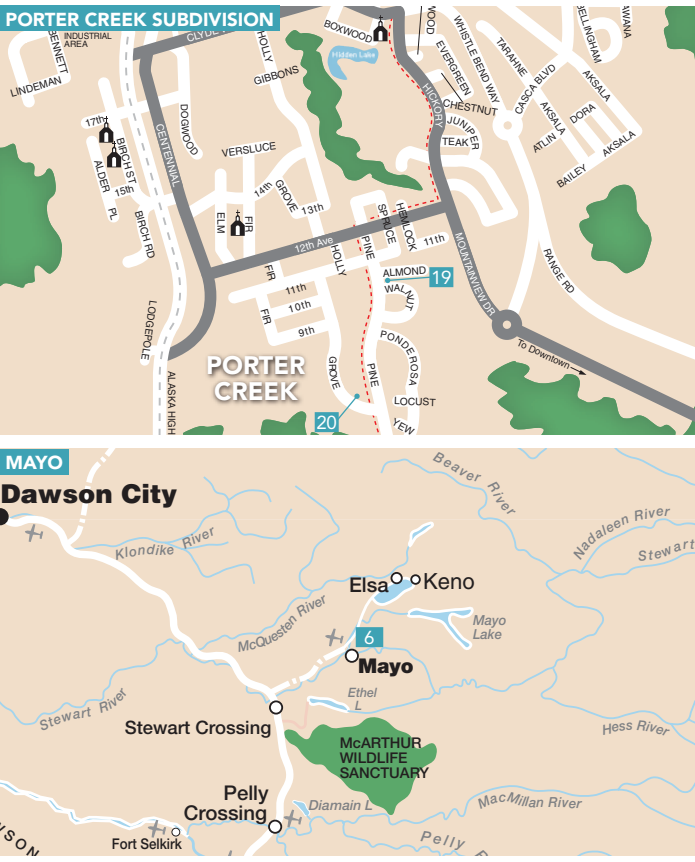 PORTER CREEK SUBDIVISION
BENNETT
INDUSTRIAL
AREA
LINDEMAN
CLYDE
HOLLY
BOXWOOD
Hidden Lake
WOOD
EVERGREEN
WHISTLE BEND WAY
TARAHNE
CASCA BLVD
BELLINGHAM
AWANA
AKSALA
AKSALA
DORA
ATLIN
AKSALA
BAILEY
GIBBONS
HICKORY
CHESTNUT
JUNIPER
TEAK
17th
BIRCH ST
ALDER
PL
15th
BIRCH RD
DOGWOOD
CENTENNIAL
VERSLUCE
14th
GROVE
13th
ELM
FIR
12th Ave
SPRUCE
HEMLOCK
PINE
11th
HOLLY
FIR
11th
10th
FIR
9th
ALMOND
19
WALNUT
MOUNTAINVIEW DR
RANGE RD
To Downtown
LODGEPOLE
ALASKA HIGH
PORTER
CREEK
GROVE
PINE
PONDEROSA
LOCUST
YEW
20
MAYO
Dawson City
Klondike River
Beaver River
Nadaleen River
Stewart
Elsa
Keno
McQuesten River
6
Mayo
Mayo
Lake
Stewart River
Ethel
L
Stewart Crossing
McARTHUR
WILDLIFE
SANCTUARY
Hess River
Pelly
Crossing
Diamain L
MacMillan River
Fort Selkirk
Pelly